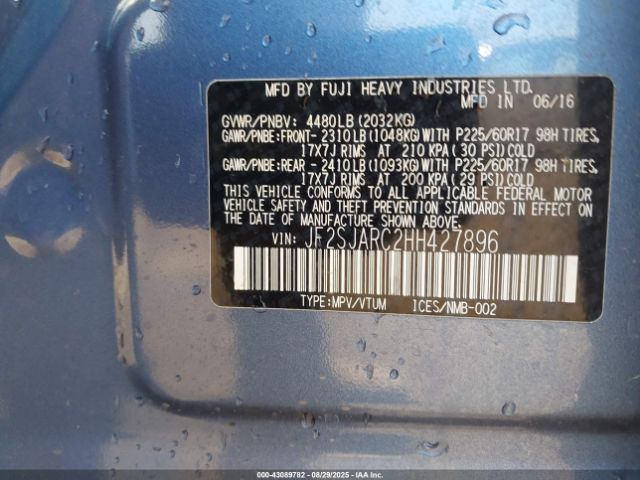 MFD BY FUJI HEAVY INDUSTRIES LTD.
MFD IN 06/16
GVWR/PNBV: 4480LB (2032KG)
GAWR/PNBE:FRONT- 2310LB (1048KG) WITH P225/60R17 98H TIRES,
17X7J RIMS AT 210 KPA ( 30 PSI) COLD
GAWR/PNBE:REAR - 2410LB (1093KG) WITH P225/60R17 98H TIRES,
17X7J RIMS AT 200 KPA ( 29 PSI) COLD
THIS VEHICLE CONFORMS TO ALL APPLICABLE FEDERAL MOTOR
VEHICLE SAFETY AND THEFT PREVENTION STANDARDS IN EFFECT ON
THE DATE OF MANUFACTURE SHOWN ABOVE.
VIN: JF2SJARC2HH427896
TYPE:MPV/VTUM ICES/NMB-002
© 43089782 - 08/29/2025 - IAA Holdings, LLC.